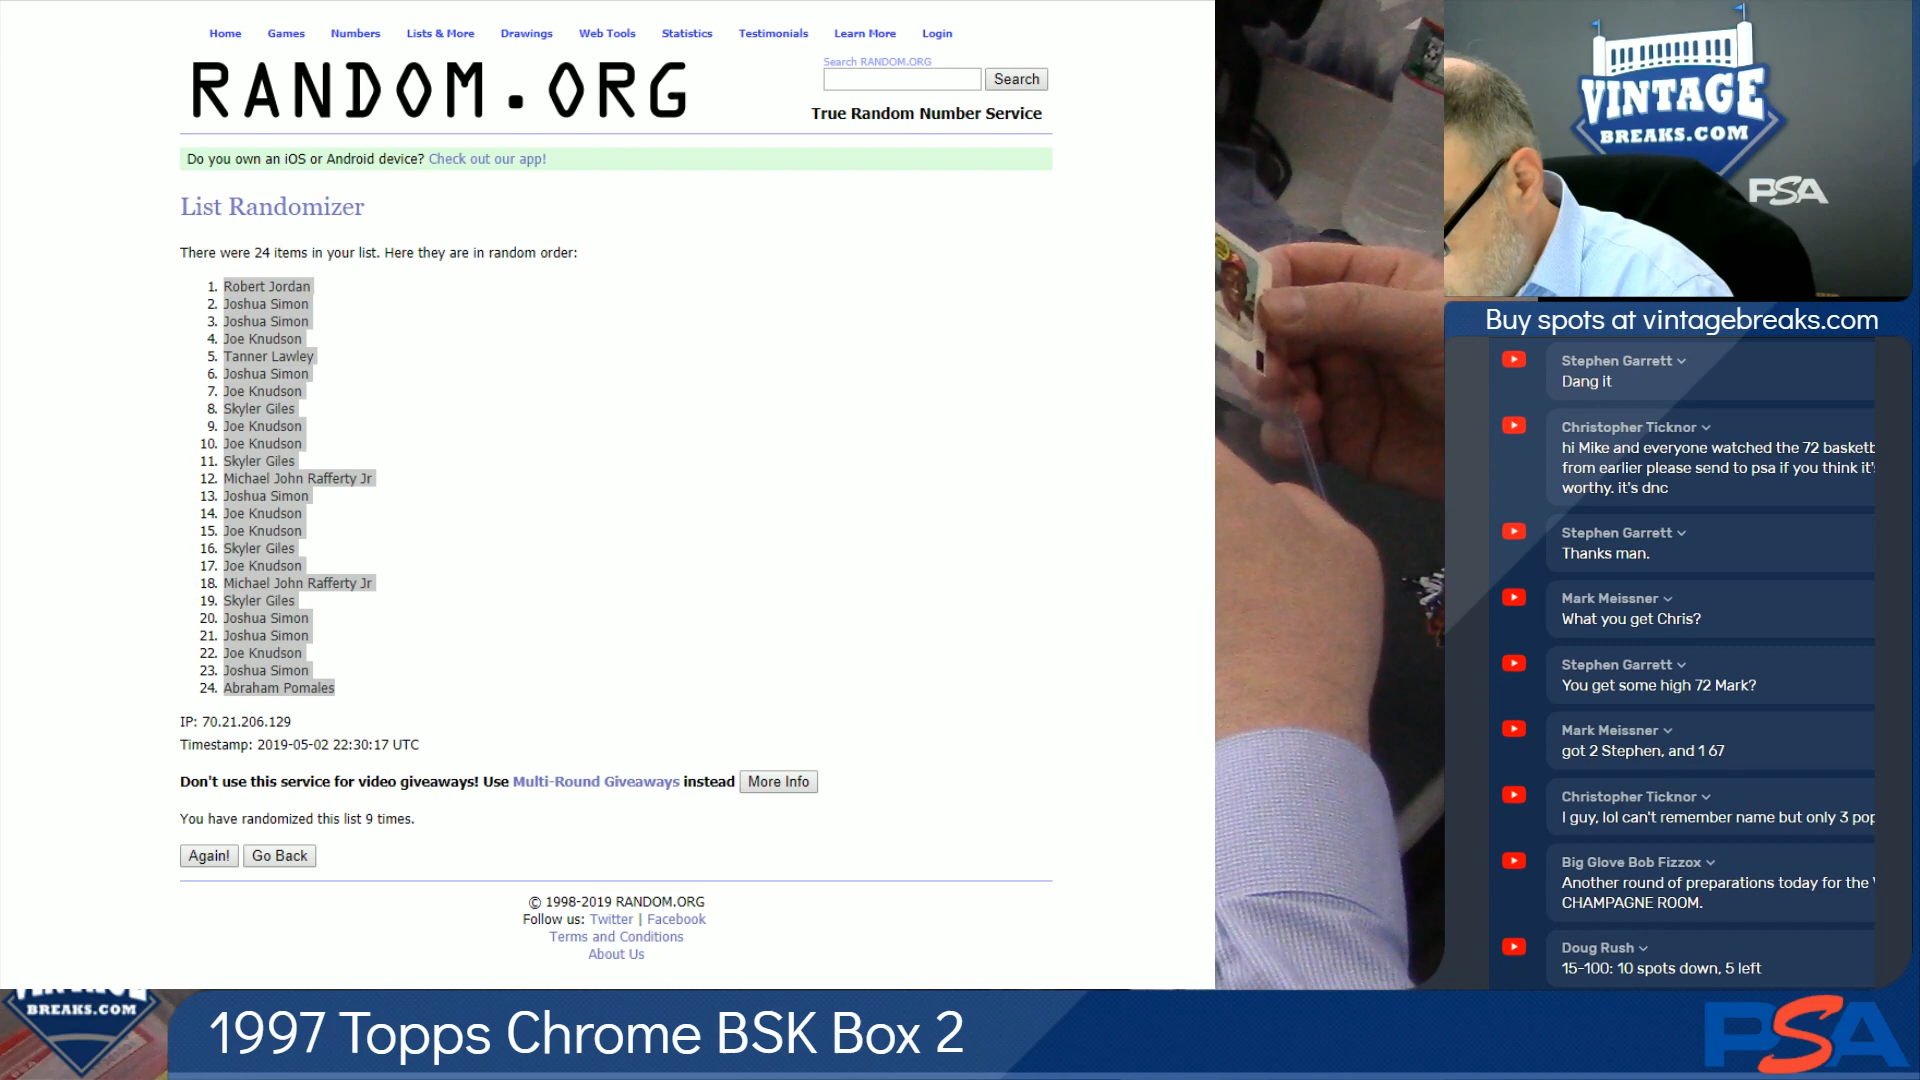 Home Games Numbers Lists & More Drawings Web Tools Statistics Testimonials Learn More Login
RANDOM.ORG
Search RANDOM.ORG
Search
True Random Number Service
Do you own an iOS or Android device? Check out our app!
List Randomizer
There were 24 items in your list. Here they are in random order:
1. Robert Jordan
2. Joshua Simon
3. Joshua Simon
4. Joe Knudson
5. Tanner Lawley
6. Joshua Simon
7. Joe Knudson
8. Skyler Giles
9. Joe Knudson
10. Joe Knudson
11. Skyler Giles
12. Michael John Rafferty Jr
13. Joshua Simon
14. Joe Knudson
15. Joe Knudson
16. Skyler Giles
17. Joe Knudson
18. Michael John Rafferty Jr
19. Skyler Giles
20. Joshua Simon
21. Joshua Simon
22. Joe Knudson
23. Joshua Simon
24. Abraham Pomales
IP: 70.21.206.129
Timestamp: 2019-05-02 22:30:17 UTC
Don't use this service for video giveaways! Use Multi-Round Giveaways instead More Info
You have randomized this list 9 times.
Again! Go Back
© 1998-2019 RANDOM.ORG
Follow us: Twitter | Facebook
Terms and Conditions
About Us
VINTAGE
BREAKS.COM
PSA
Buy spots at vintagebreaks.com
Stephen Garrett
Dang it
Christopher Ticknor
hi Mike and everyone watched the 72 basketb
from earlier please send to psa if you think it'
worthy. it's dnc
Stephen Garrett
Thanks man.
Mark Meissner
What you get Chris?
Stephen Garrett
You get some high 72 Mark?
Mark Meissner
got 2 Stephen, and 1 67
Christopher Ticknor
I guy, lol can't remember name but only 3 pop
Big Glove Bob Fizzox
Another round of preparations today for the
CHAMPAGNE ROOM.
Doug Rush
15-100: 10 spots down, 5 left
VINTAGE
BREAKS.COM
1997 Topps Chrome BSK Box 2
PSA